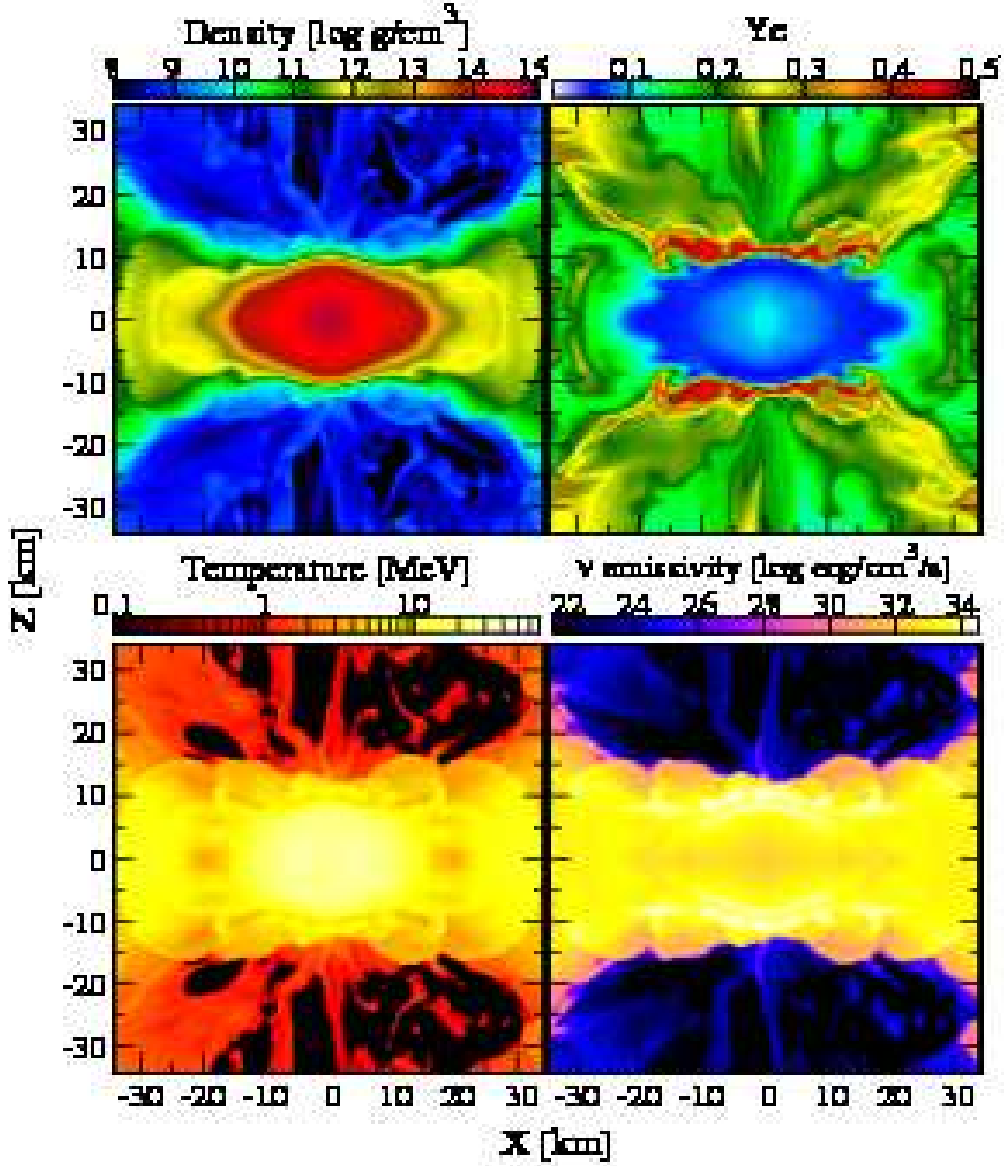 Density [log g/cm³] Ye
8 9 10 11 12 13 14 15 0.1 0.2 0.3 0.4 0.5
30
20
10
0
-10
-20
-30
Z [km]
Temperature [MeV] ν emissivity [log erg/cm³/s]
0.1 1 10 22 24 26 28 30 32 34
30
20
10
0
-10
-20
-30
-30 -20 -10 0 10 20 30 -30 -20 -10 0 10 20 30
X [km]